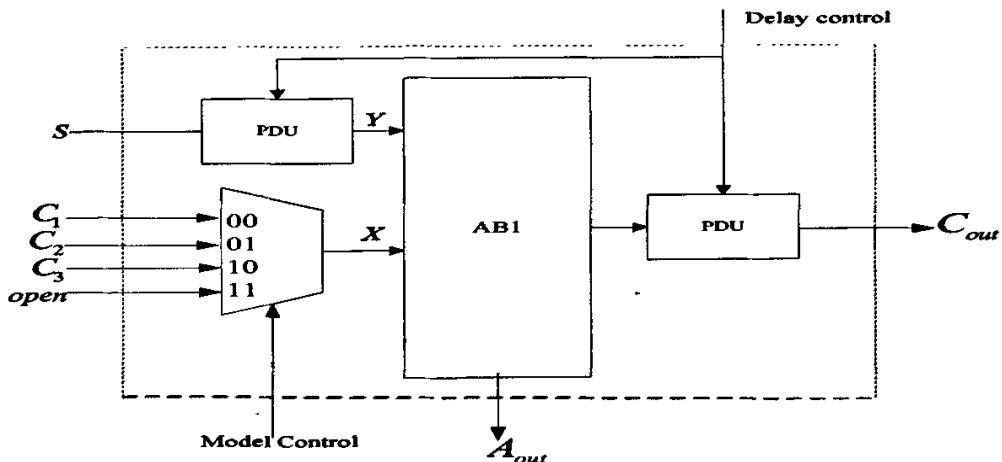 Delay control
S
PDU
Y
C1
C2
C3
open
00
01
10
11
X
AB1
PDU
Cout
Model Control
Aout